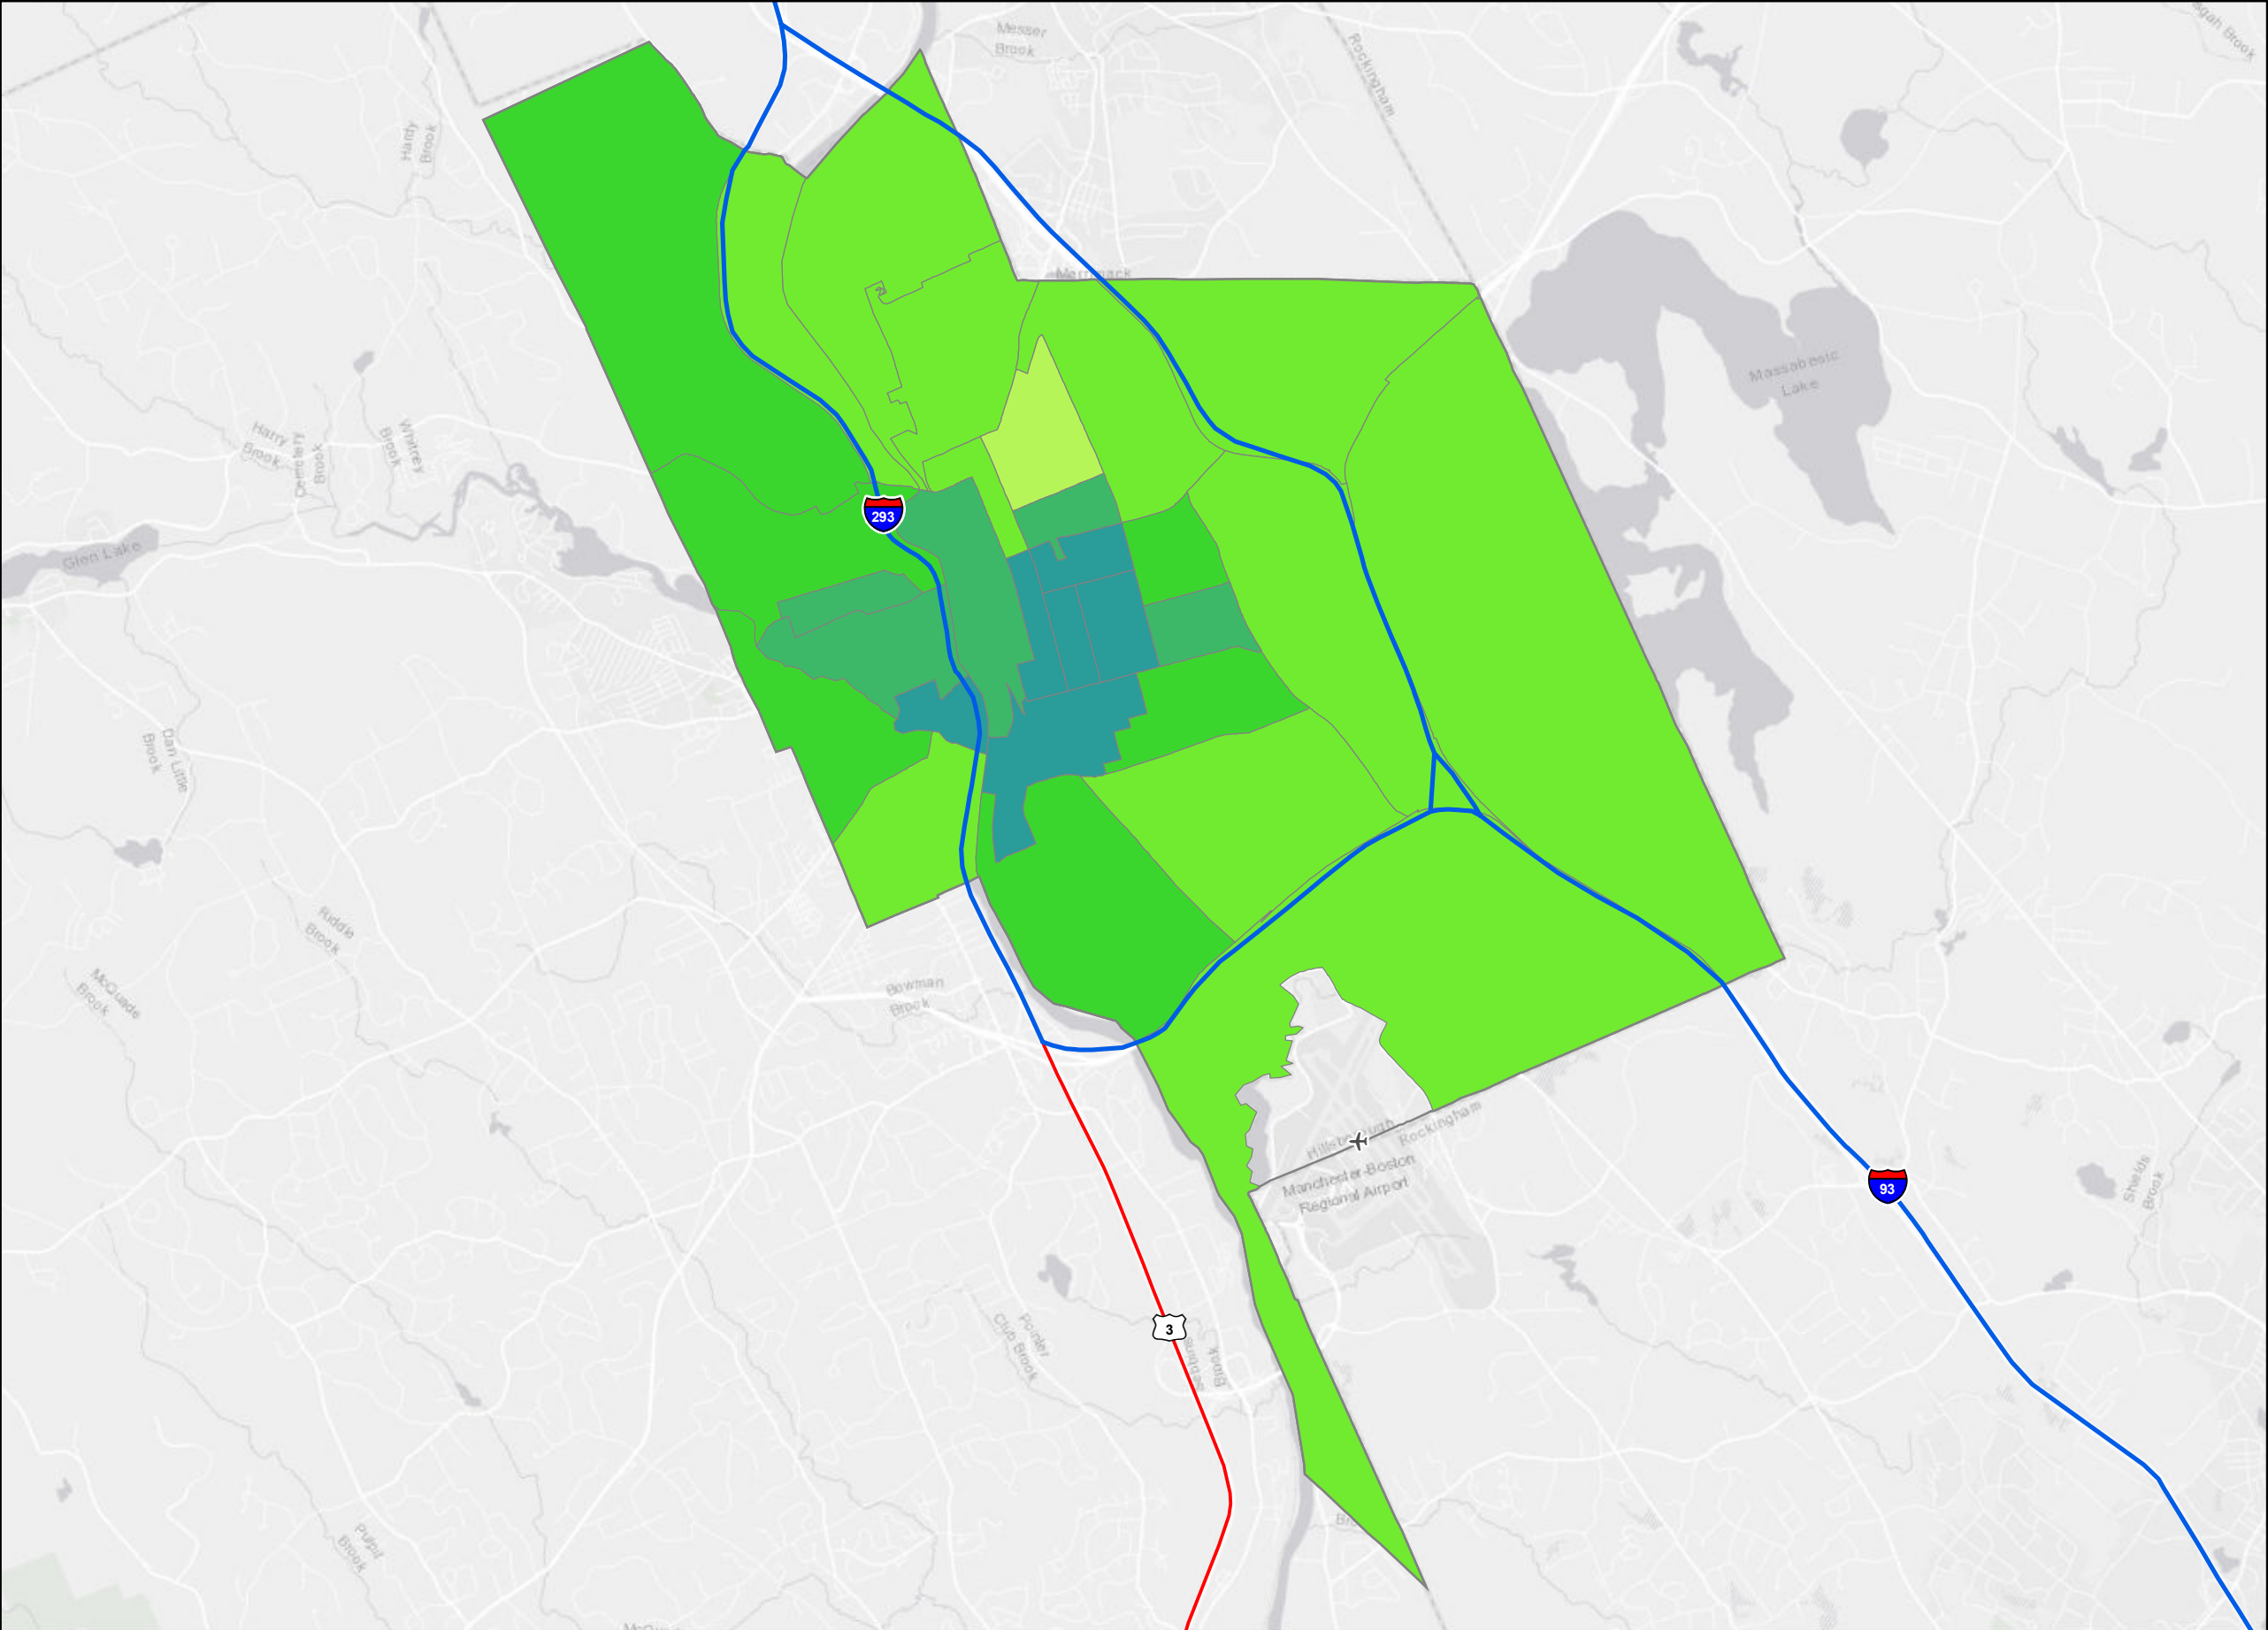 Messer
Brook
Rockingham
Hardy
Brook
Merrimack
Massabesic
Lake
Harry
Brook
Cemetery
Brook
Whitney
Brook
293
Glen Lake
Dan Little
Brook
Riddle
Brook
McQuade
Brook
Bowman
Brook
Hillsborough
Rockingham
Manchester-Boston
Regional Airport
Shields
Brook
93
3
Pointer
Club Brook
Brook
Pulpit
Brook